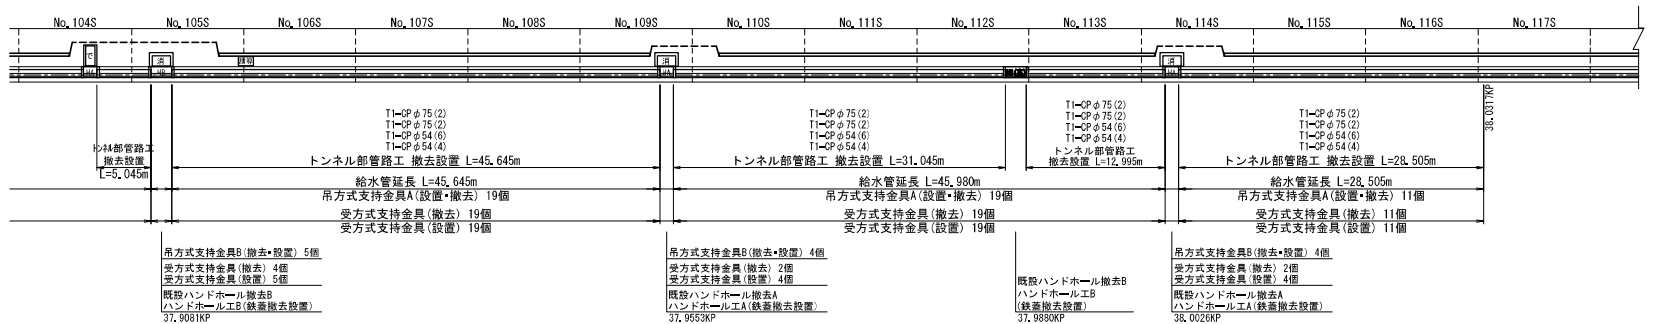 No.104S No.105S No.106S No.107S No.108S No.109S No.110S No.111S No.112S No.113S No.114S No.115S No.116S No.117S
消
消
消
HA
HB
HA
HA
38.0317KP
トンネル部管路工
撤去設置
L=5.045m
T1-CPφ75(2)
T1-CPφ75(2)
T1-CPφ54(6)
T1-CPφ54(4)
トンネル部管路工 撤去設置 L=45.645m
T1-CPφ75(2)
T1-CPφ75(2)
T1-CPφ54(6)
T1-CPφ54(4)
トンネル部管路工 撤去設置 L=31.045m
T1-CPφ75(2)
T1-CPφ75(2)
T1-CPφ54(6)
T1-CPφ54(4)
トンネル部管路工
撤去設置 L=12.995m
T1-CPφ75(2)
T1-CPφ75(2)
T1-CPφ54(6)
T1-CPφ54(4)
トンネル部管路工 撤去設置 L=28.505m
給水管延長 L=45.645m
吊方式支持金具A(設置・撤去) 19個
受方式支持金具(撤去) 19個
受方式支持金具(設置) 19個
給水管延長 L=45.980m
吊方式支持金具A(設置・撤去) 19個
受方式支持金具(撤去) 19個
受方式支持金具(設置) 19個
給水管延長 L=28.505m
吊方式支持金具A(設置・撤去) 11個
受方式支持金具(撤去) 11個
受方式支持金具(設置) 11個
吊方式支持金具B(撤去・設置) 5個
受方式支持金具(撤去) 4個
受方式支持金具(設置) 5個
既設ハンドホール撤去B
ハンドホール工B(鉄蓋撤去設置)
37.9081KP
吊方式支持金具B(撤去・設置) 4個
受方式支持金具(撤去) 2個
受方式支持金具(設置) 4個
既設ハンドホール撤去A
ハンドホール工A(鉄蓋撤去設置)
37.9553KP
既設ハンドホール撤去B
ハンドホール工B
(鉄蓋撤去設置)
37.9880KP
吊方式支持金具B(撤去・設置) 4個
受方式支持金具(撤去) 2個
受方式支持金具(設置) 4個
既設ハンドホール撤去A
ハンドホール工A(鉄蓋撤去設置)
38.0026KP